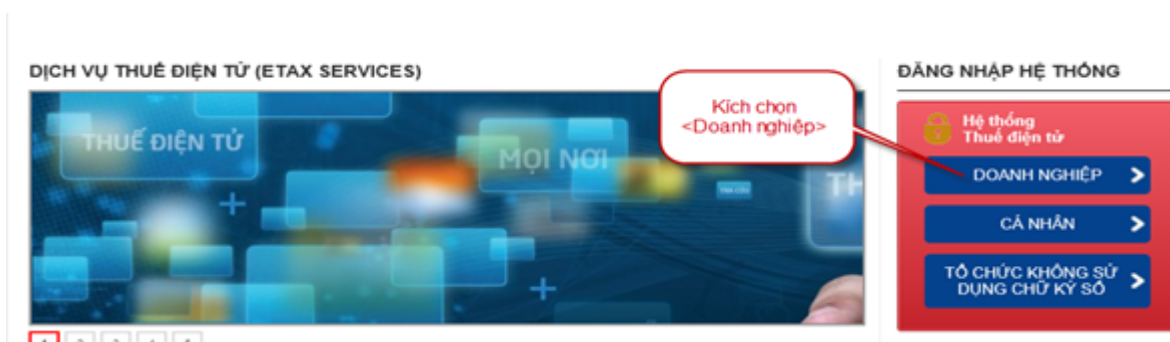 DỊCH VỤ THUẾ ĐIỆN TỬ (ETAX SERVICES)
THUẾ ĐIỆN TỬ
MỌI NƠI
TH
Kích chọn
<Doanh nghiệp>
ĐĂNG NHẬP HỆ THỐNG
Hệ thống
Thuế điện tử
DOANH NGHIỆP
CÁ NHÂN
TỔ CHỨC KHÔNG SỬ
DỤNG CHỮ KÝ SỐ